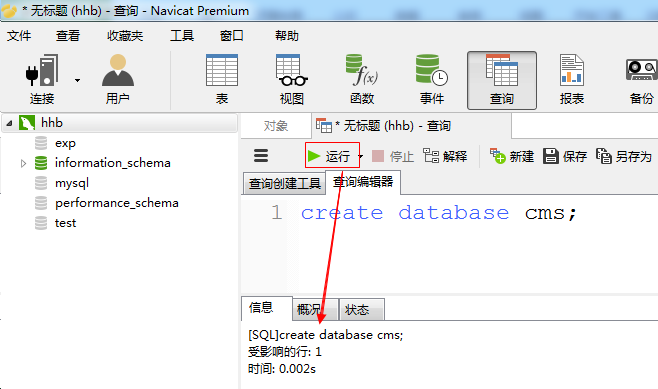 * 无标题 (hhb) - 查询 - Navicat Premium
文件 查看 收藏夹 工具 窗口 帮助
连接 用户 表 视图 函数 事件 查询 报表 备份
f(x)
hhb
exp
information_schema
mysql
performance_schema
test
对象 * 无标题 (hhb) - 查询
运行 停止 解释 新建 保存 另存为
查询创建工具 查询编辑器
1 create database cms;
信息 概况 状态
[SQL]create database cms;
受影响的行: 1
时间: 0.002s